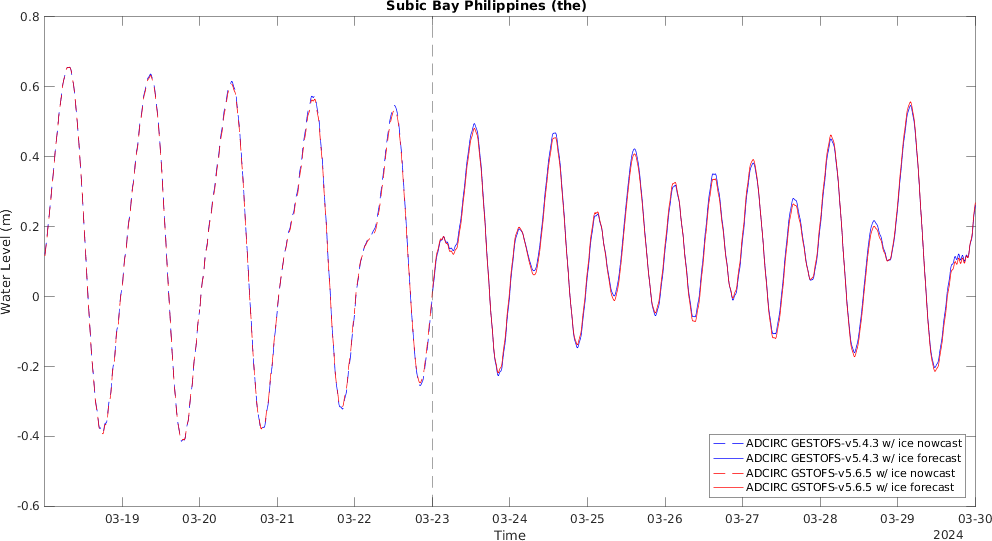 Subic Bay Philippines (the)
0.8
0.6
0.4
0.2
0
-0.2
-0.4
-0.6
Water Level (m)
ADCIRC GESTOFS-v5.4.3 w/ ice nowcast
ADCIRC GESTOFS-v5.4.3 w/ ice forecast
ADCIRC GSTOFS-v5.6.5 w/ ice nowcast
ADCIRC GSTOFS-v5.6.5 w/ ice forecast
03-19 03-20 03-21 03-22 03-23 03-24 03-25 03-26 03-27 03-28 03-29 03-30
Time
2024